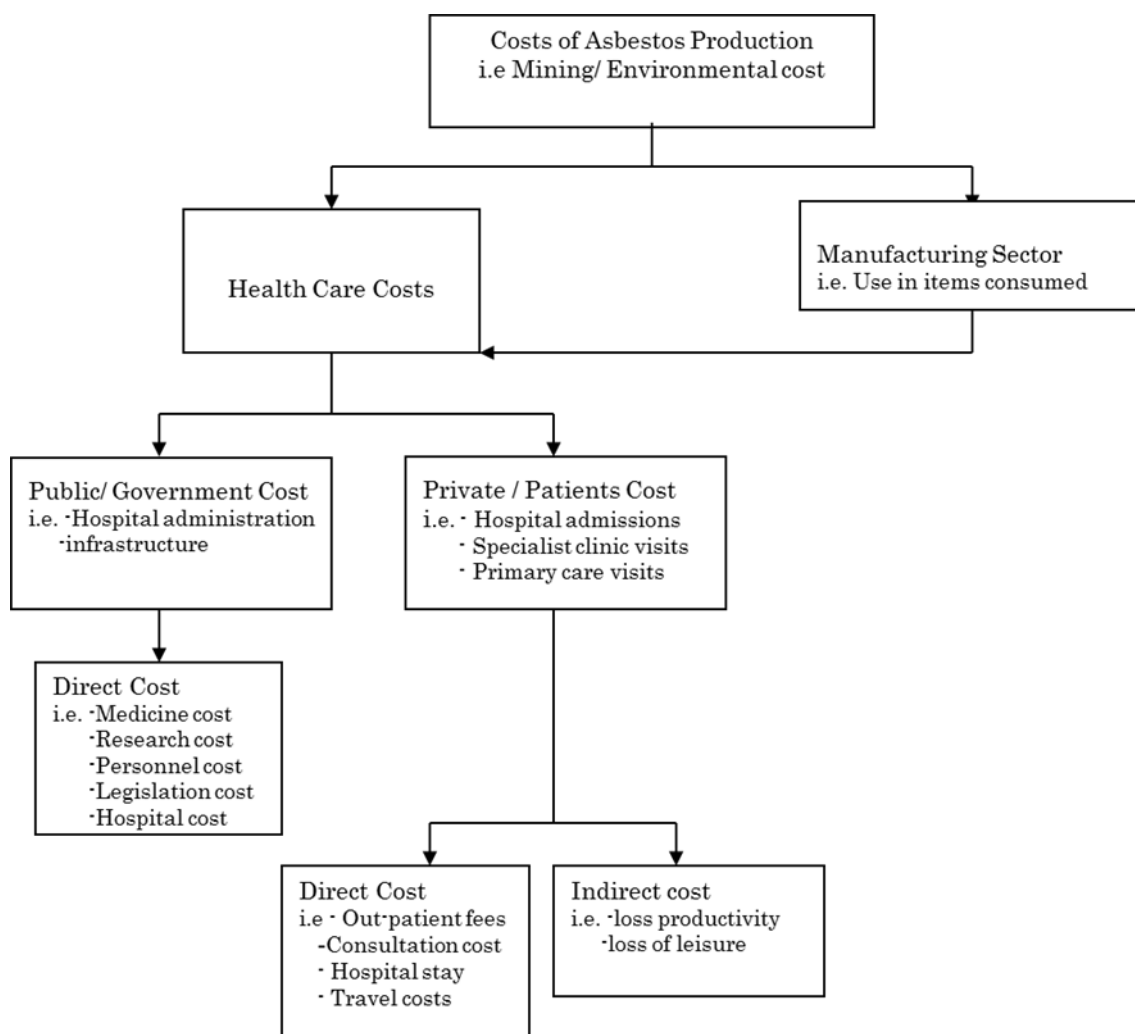 Costs of Asbestos Production
i.e Mining/ Environmental cost
Health Care Costs
Manufacturing Sector
i.e. Use in items consumed
Public/ Government Cost
i.e. -Hospital administration
-infrastructure
Private / Patients Cost
i.e. - Hospital admissions
- Specialist clinic visits
- Primary care visits
Direct Cost
i.e. -Medicine cost
-Research cost
-Personnel cost
-Legislation cost
-Hospital cost
Direct Cost
i.e - Out-patient fees
-Consultation cost
- Hospital stay
- Travel costs
Indirect cost
i.e. -loss productivity
-loss of leisure